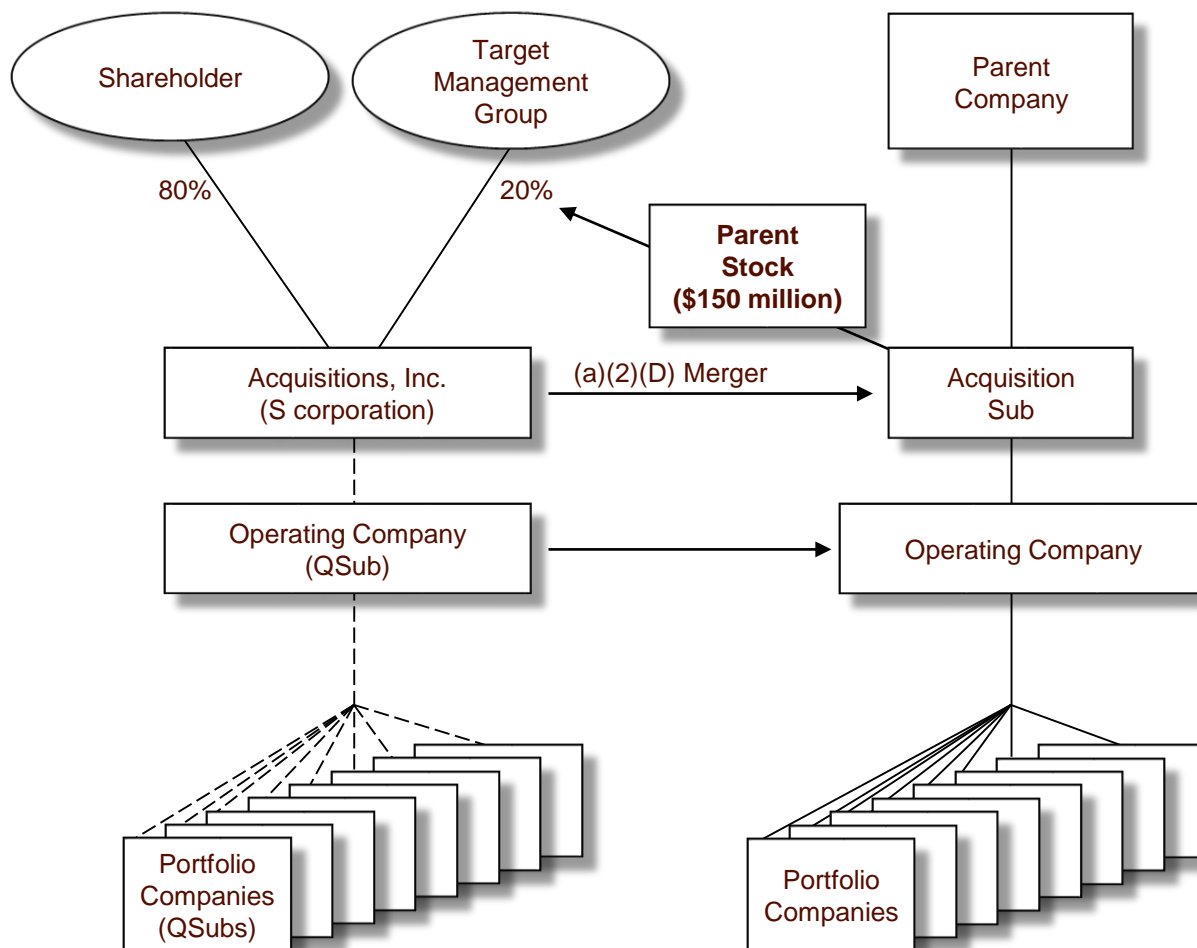 Shareholder
Target
Management
Group
Parent
Company
80%
20%
Parent
Stock
($150 million)
Acquisitions, Inc.
(S corporation)
(a)(2)(D) Merger
Acquisition
Sub
Operating Company
(QSub)
Operating Company
Portfolio
Companies
(QSubs)
Portfolio
Companies